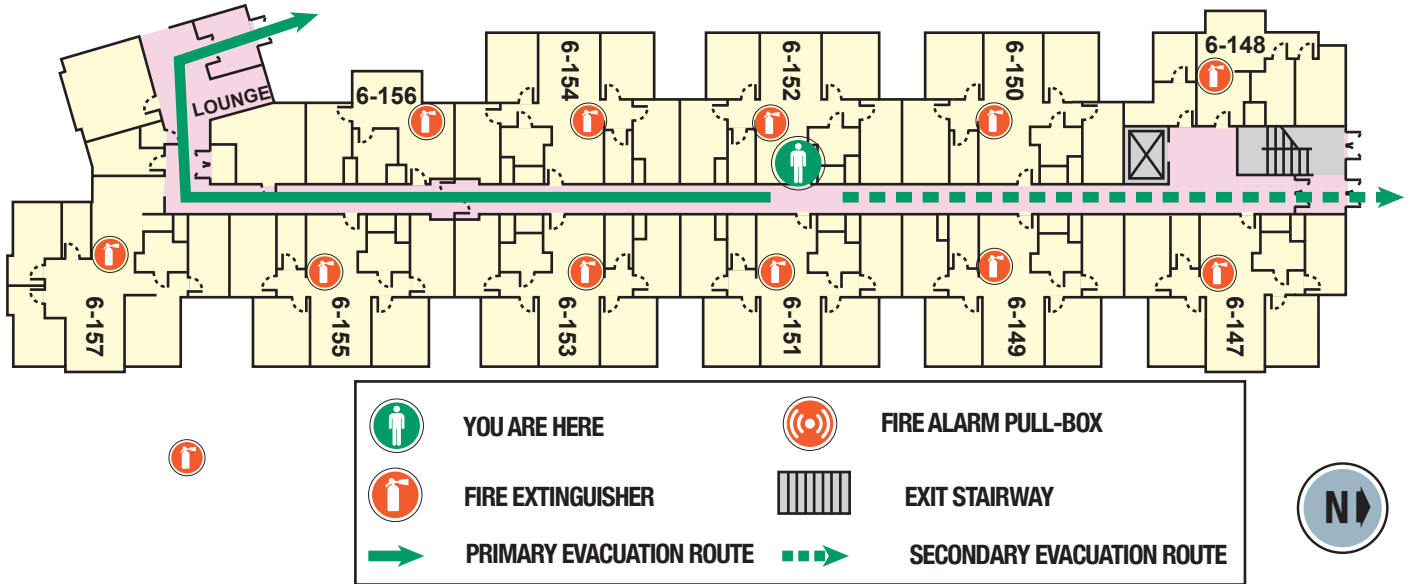 6-148
6-154
6-152
6-150
6-156
LOUNGE
6-157
6-155
6-153
6-151
6-149
6-147
YOU ARE HERE
FIRE ALARM PULL-BOX
FIRE EXTINGUISHER
EXIT STAIRWAY
PRIMARY EVACUATION ROUTE
SECONDARY EVACUATION ROUTE
N